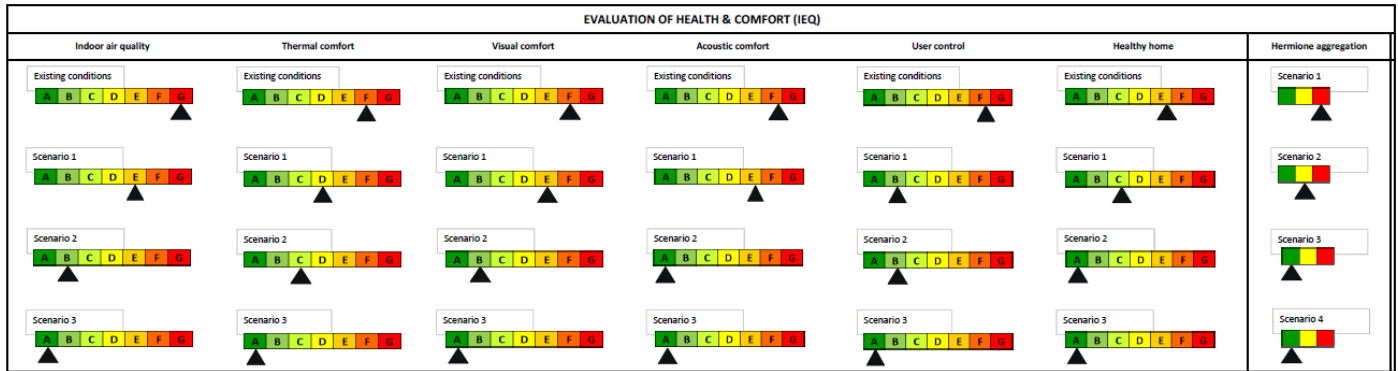 EVALUATION OF HEALTH & COMFORT (IEQ)
Indoor air quality Thermal comfort Visual comfort Acoustic comfort User control Healthy home Hermione aggregation
Existing conditions Existing conditions Existing conditions Existing conditions Existing conditions Existing conditions Scenario 1
A B C D E F G A B C D E F G A B C D E F G A B C D E F G A B C D E F G A B C D E F G
Scenario 1 Scenario 1 Scenario 1 Scenario 1 Scenario 1 Scenario 1 Scenario 2
A B C D E F G A B C D E F G A B C D E F G A B C D E F G A B C D E F G A B C D E F G
Scenario 2 Scenario 2 Scenario 2 Scenario 2 Scenario 2 Scenario 2 Scenario 3
A B C D E F G A B C D E F G A B C D E F G A B C D E F G A B C D E F G A B C D E F G
Scenario 3 Scenario 3 Scenario 3 Scenario 3 Scenario 3 Scenario 3 Scenario 4
A B C D E F G A B C D E F G A B C D E F G A B C D E F G A B C D E F G A B C D E F G